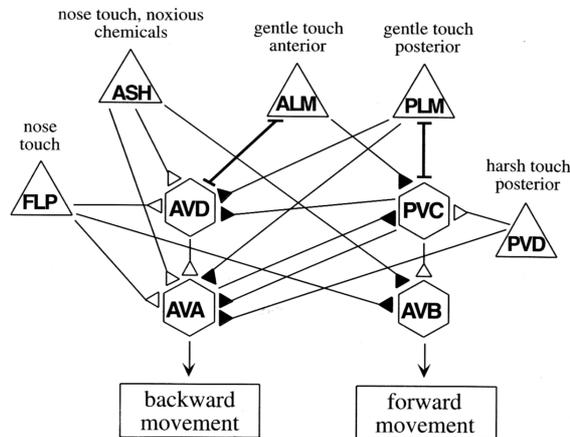 nose touch, noxious
chemicals
gentle touch
anterior
gentle touch
posterior
ASH
ALM
PLM
nose
touch
harsh touch
posterior
FLP
AVD
PVC
PVD
AVA
AVB
backward
movement
forward
movement